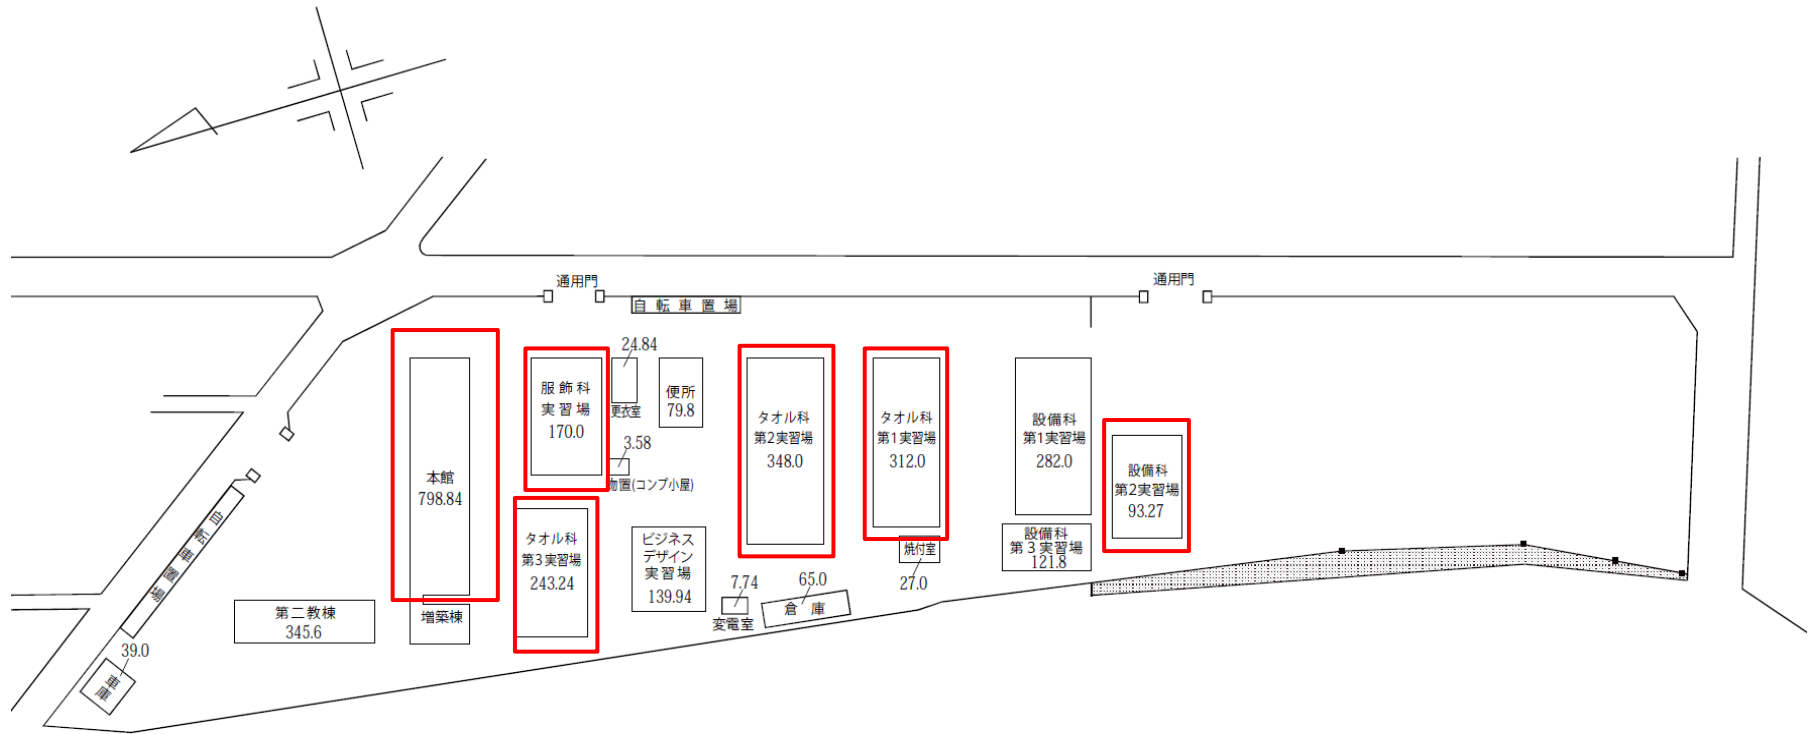 通用門
通用門
自転車置場
24.84
服飾科
実習場
170.0
更衣室
便所
79.8
3.58
物置(コンプ小屋)
タオル科
第2実習場
348.0
タオル科
第1実習場
312.0
設備科
第1実習場
282.0
設備科
第2実習場
93.27
本館
798.84
自転車置場
タオル科
第3実習場
243.24
ビジネス
デザイン
実習場
139.94
焼付室
27.0
設備科
第3実習場
121.8
7.74
変電室
65.0
倉庫
第二教棟
345.6
増築棟
39.0
車庫